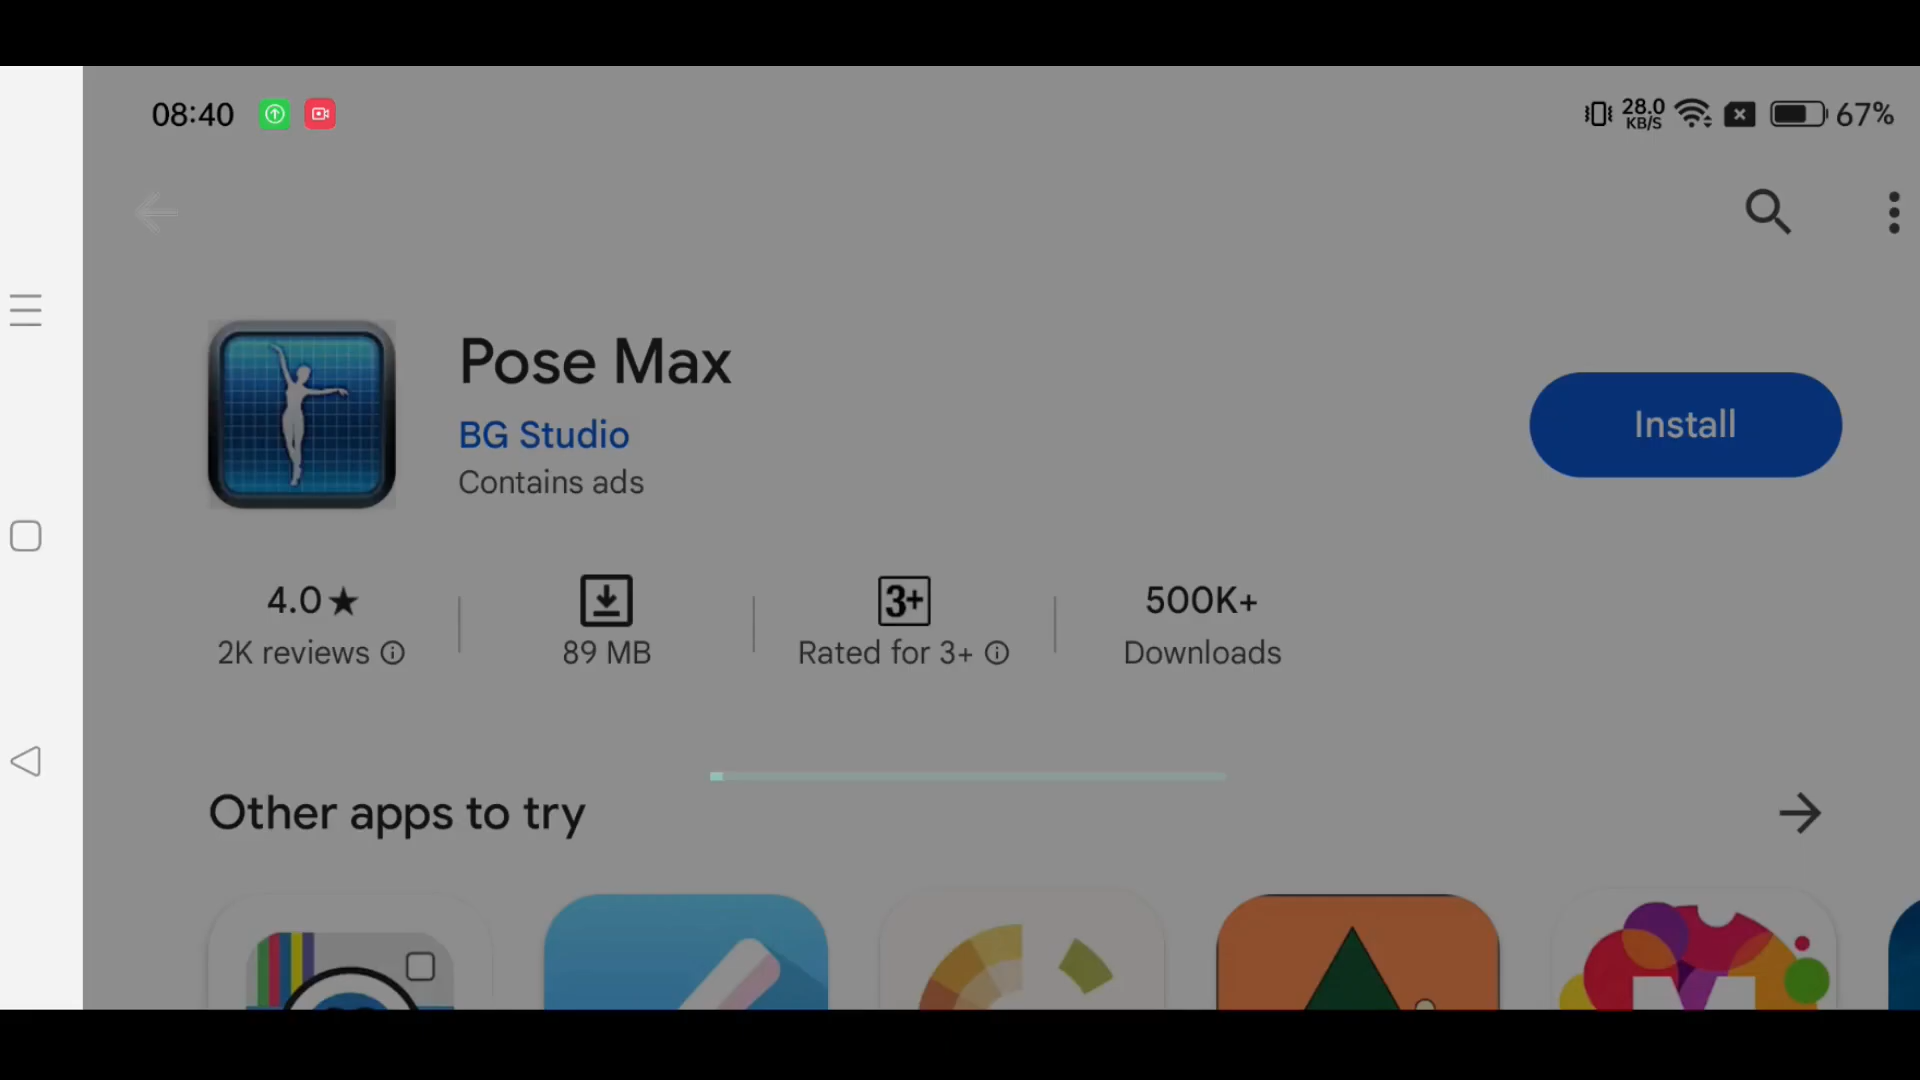 08:40
28.0
KB/S
67%
Pose Max
BG Studio
Contains ads
Install
4.0★
2K reviews
89 MB
3+
Rated for 3+
500K+
Downloads
Other apps to try